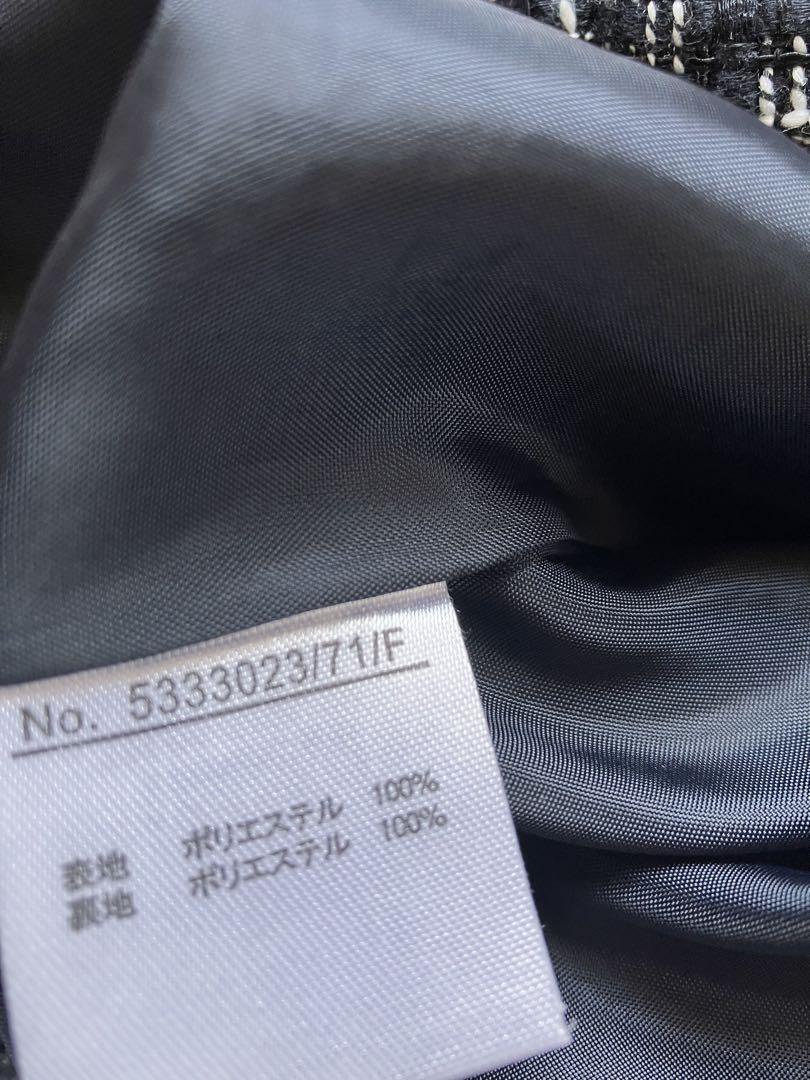 No. 5333023/71/F
表地 ポリエステル 100%
裏地 ポリエステル 100%